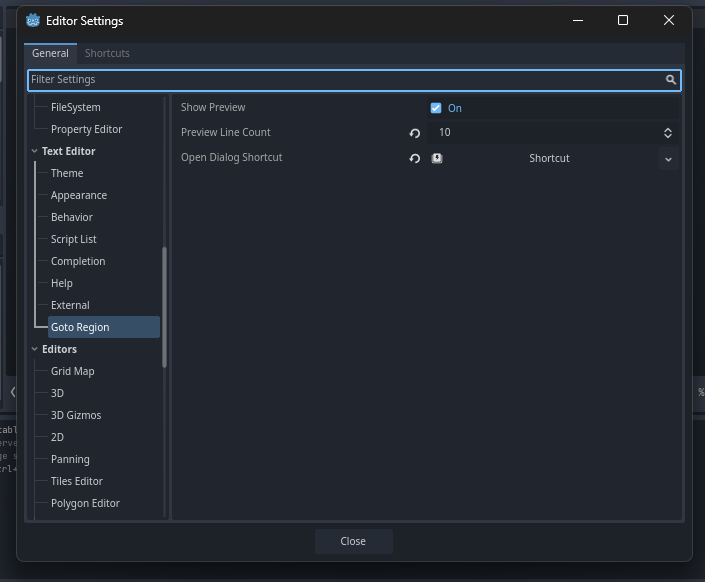 Editor Settings
General
Shortcuts
Filter Settings
FileSystem
Property Editor
Text Editor
Theme
Appearance
Behavior
Script List
Completion
Help
External
Goto Region
Editors
Grid Map
3D
3D Gizmos
2D
Panning
Tiles Editor
Polygon Editor
Show Preview
On
Preview Line Count
10
Open Dialog Shortcut
Shortcut
%
Close